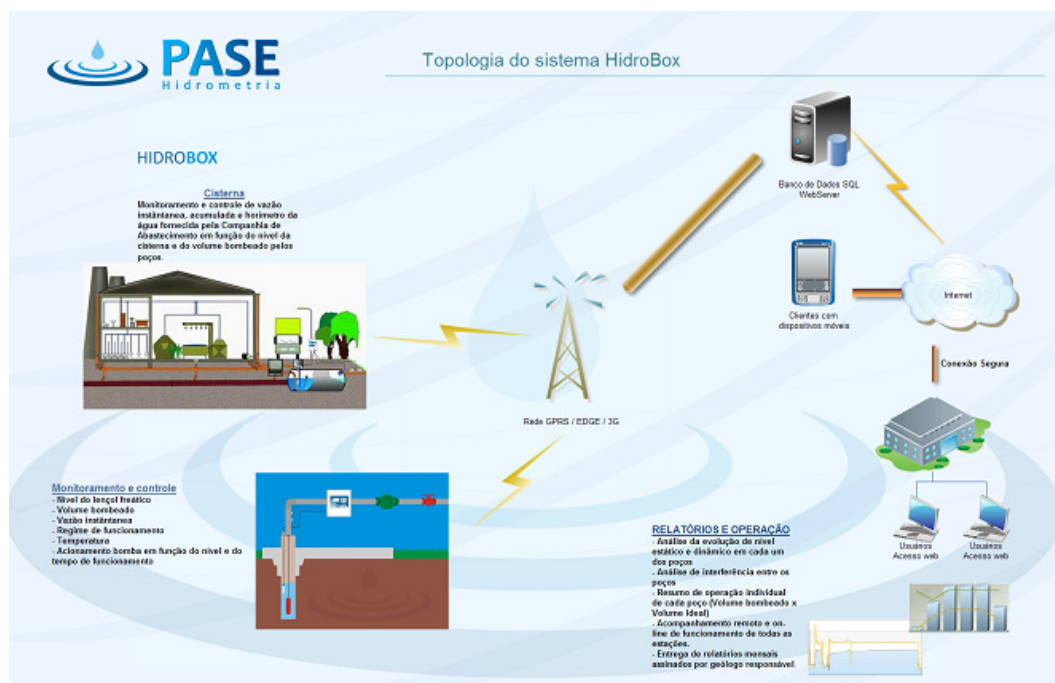 PASE
Hidrometria
Topologia do sistema HidroBox
HIDROBOX
Cisterna
Monitoramento e controle de vazão
instântanea, acumulada e horímetro da
água fornecida pela Companhia de
Abastecimento em função do nível da
cisterna e do volume bombeado pelos
poços.
Banco de Dados SQL
WebServer
Clientes com
dispositivos móveis
Internet
Conexão Segura
Rede GPRS / EDGE / 3G
Monitoramento e controle
- Nível do lençol freático
- Volume bombeado
- Vazão instântanea
- Regime de funcionamento
- Temperatura
- Acionamento bomba em função do nível e do
tempo de funcionamento
Usuários
Acesso web
Usuários
Acesso web
RELATÓRIOS E OPERAÇÃO
- Análise da evolução de nível
estático e dinâmico em cada um
dos poços
- Análise de interferência entre os
poços
- Resumo de operação individual
de cada poço (Volume bombeado x
Volume Ideal)
- Acompanhamento remoto e on-
line de funcionamento de todas as
estações.
- Entrega de relatórios mensais
assinados por geólogo responsável.